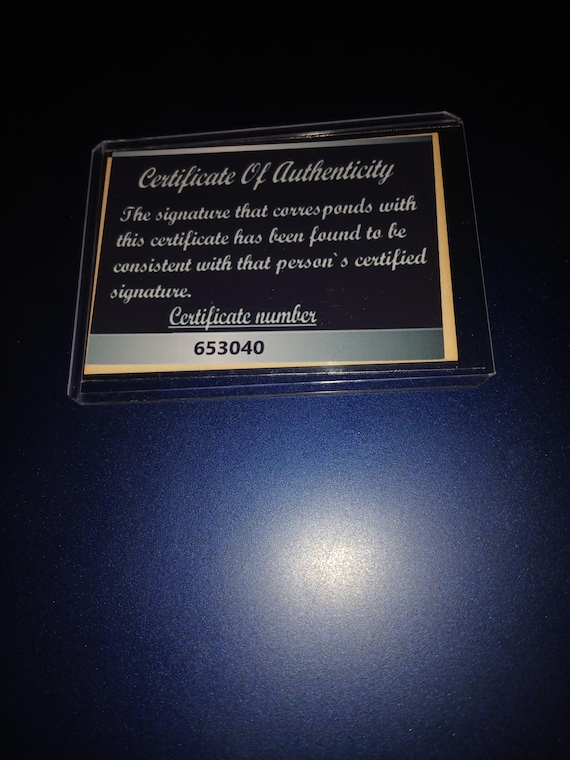 Certificate Of Authenticity
The signature that corresponds with
this certificate has been found to be
consistent with that person`s certified
signature.
Certificate number
653040